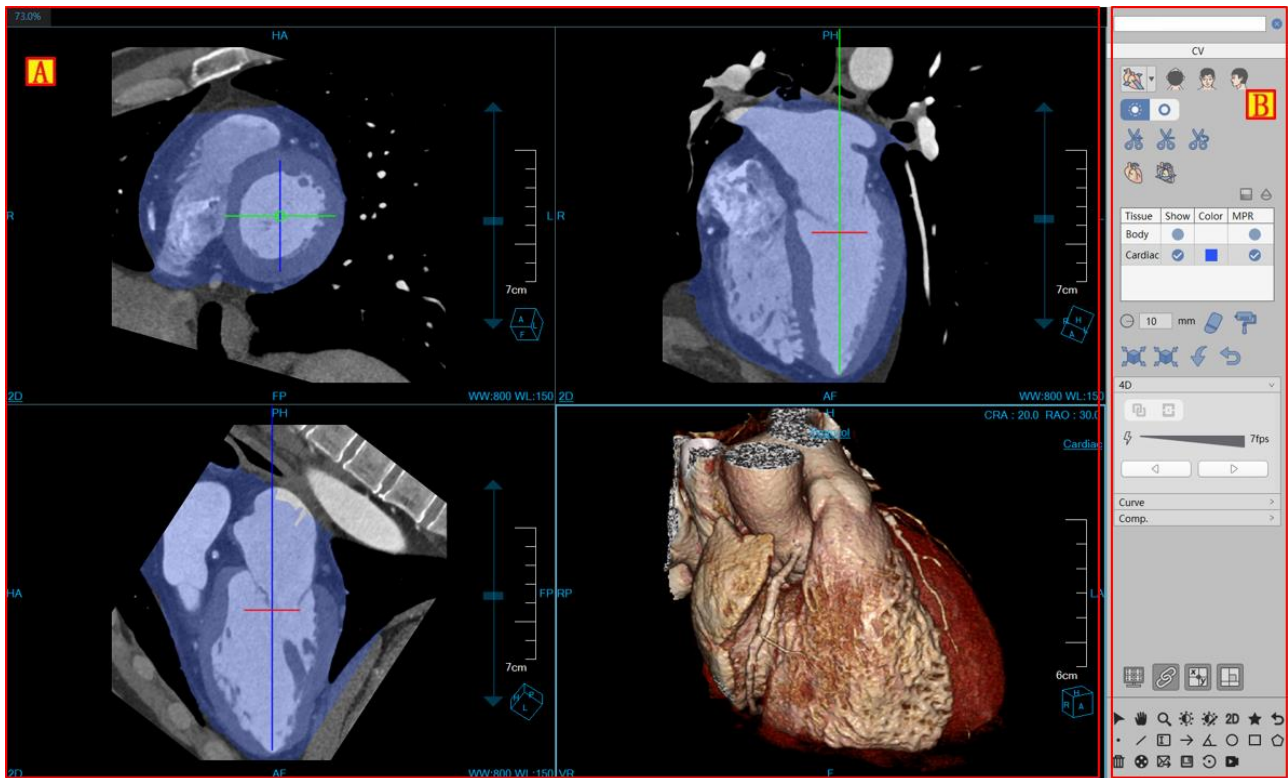 73.0%
A
HA
R
L
7cm
A
L
F
2D
FP
WW:800 WL:150
PH
R
7cm
H
A
2D
AF
WW:800 WL:150
PH
HA
FP
7cm
L
2D
AF
H
CRA : 20.0 RAO : 30.0
Cardiac
RP
LA
6cm
H
R
A
VR
F
CV
B
Tissue Show Color MPR
Body
Cardiac
10 mm
4D
7fps
Curve
Comp.
2D